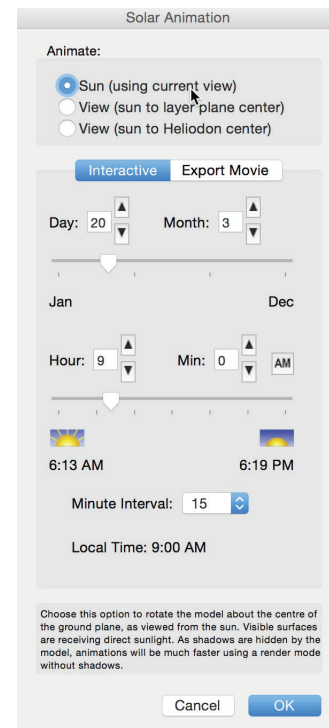 Solar Animation
Animate:
Sun (using current view)
View (sun to layer plane center)
View (sun to Heliodon center)
Interactive Export Movie
Day: 20 Month: 3
Jan Dec
Hour: 9 Min: 0 AM
6:13 AM 6:19 PM
Minute Interval: 15
Local Time: 9:00 AM
Choose this option to rotate the model about the centre of
the ground plane, as viewed from the sun. Visible surfaces
are receiving direct sunlight. As shadows are hidden by the
model, animations will be much faster using a render mode
without shadows.
Cancel OK